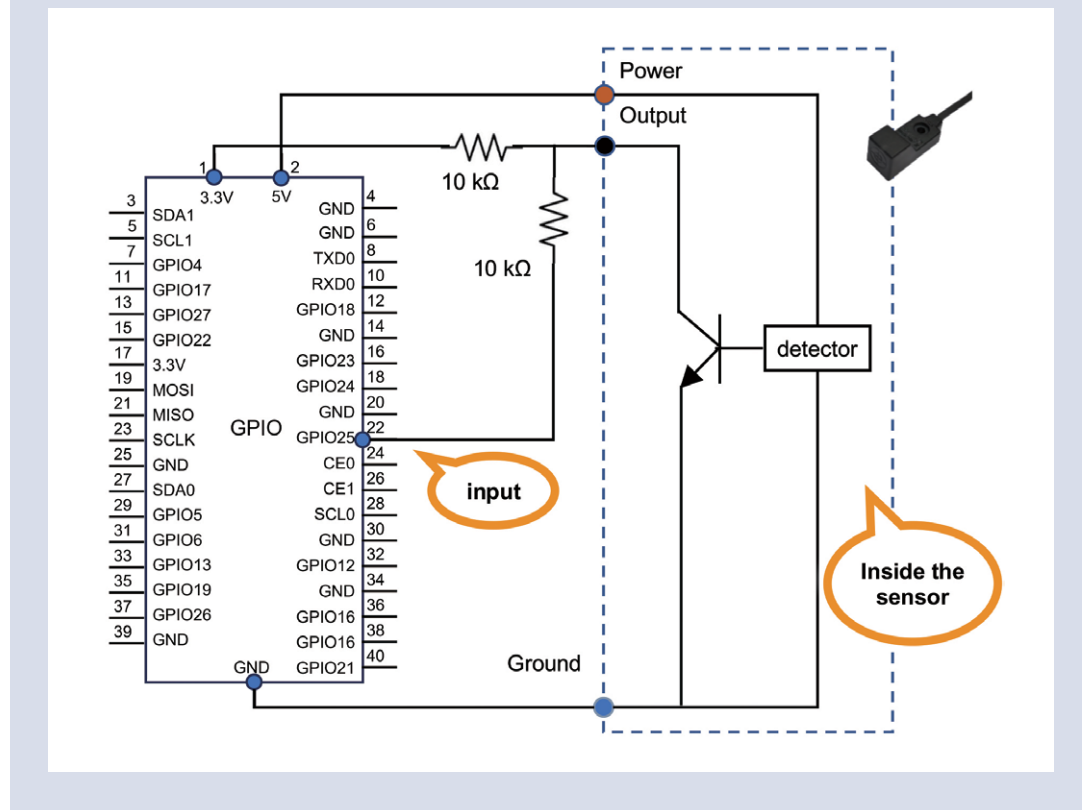 Power
Output
10 kΩ
10 kΩ
1
2
3.3V
5V
3
SDA1
5
SCL1
7
GPIO4
11
GPIO17
13
GPIO27
15
GPIO22
17
3.3V
19
MOSI
21
MISO
23
SCLK
25
GND
27
SDA0
29
GPIO5
31
GPIO6
33
GPIO13
35
GPIO19
37
GPIO26
39
GND
GPIO
GND
4
GND
6
GND
8
TXD0
10
RXD0
12
GPIO18
14
GND
16
GPIO23
18
GPIO24
20
GND
22
GPIO25
24
CE0
26
CE1
28
SCL0
30
GND
32
GPIO12
34
GND
36
GPIO16
38
GPIO16
40
GPIO21
input
detector
Inside the
sensor
Ground